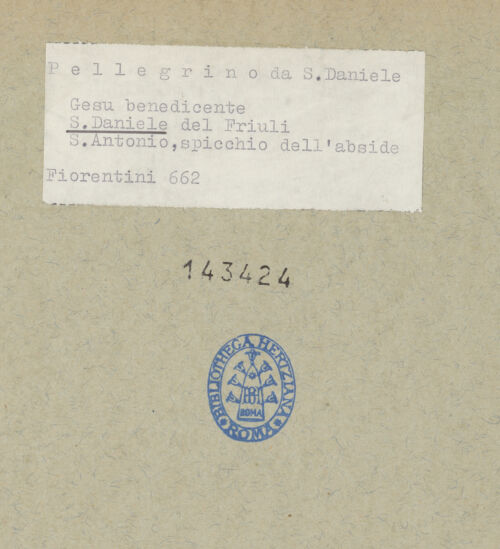 Pellegrino da S.Daniele
Gesu benedicente
S.Daniele del Friuli
S.Antonio,spicchio dell'abside
Fiorentini 662
143424
BIBLIOTHECA HERTZIANA
ROMA
ROMA